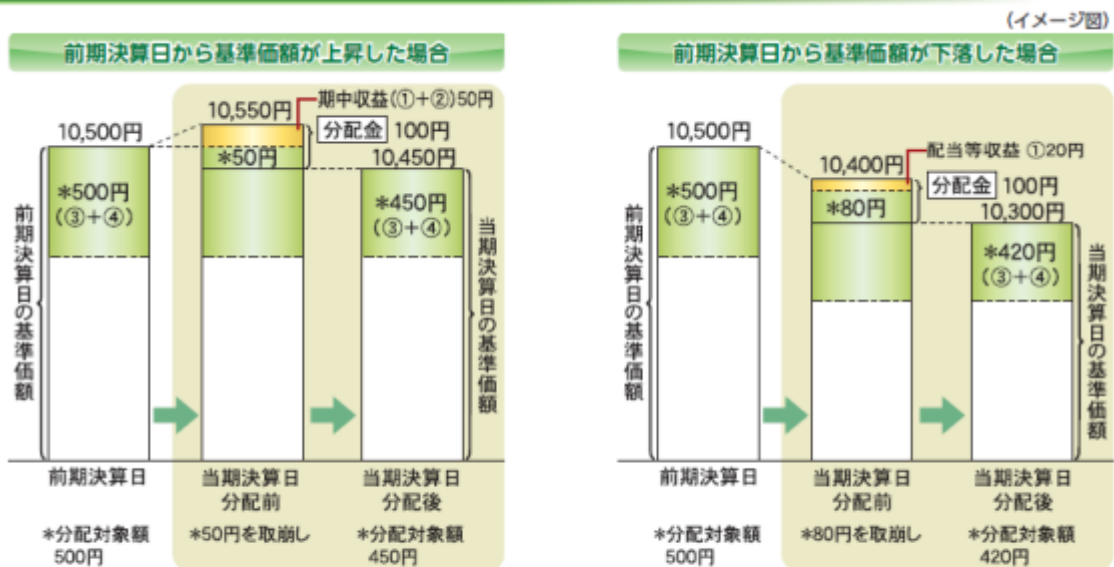 (イメージ図)
前期決算日から基準価額が上昇した場合
10,500円
*500円
(③+④)
前期決算日の基準価額
10,550円
期中収益(①+②)50円
分配金 100円
*50円
10,450円
*450円
(③+④)
当期決算日の基準価額
前期決算日
当期決算日
分配前
当期決算日
分配後
*分配対象額
500円
*50円を取崩し
*分配対象額
450円
前期決算日から基準価額が下落した場合
10,500円
*500円
(③+④)
前期決算日の基準価額
10,400円
配当等収益 ①20円
分配金 100円
*80円
10,300円
*420円
(③+④)
当期決算日の基準価額
前期決算日
当期決算日
分配前
当期決算日
分配後
*分配対象額
500円
*80円を取崩し
*分配対象額
420円